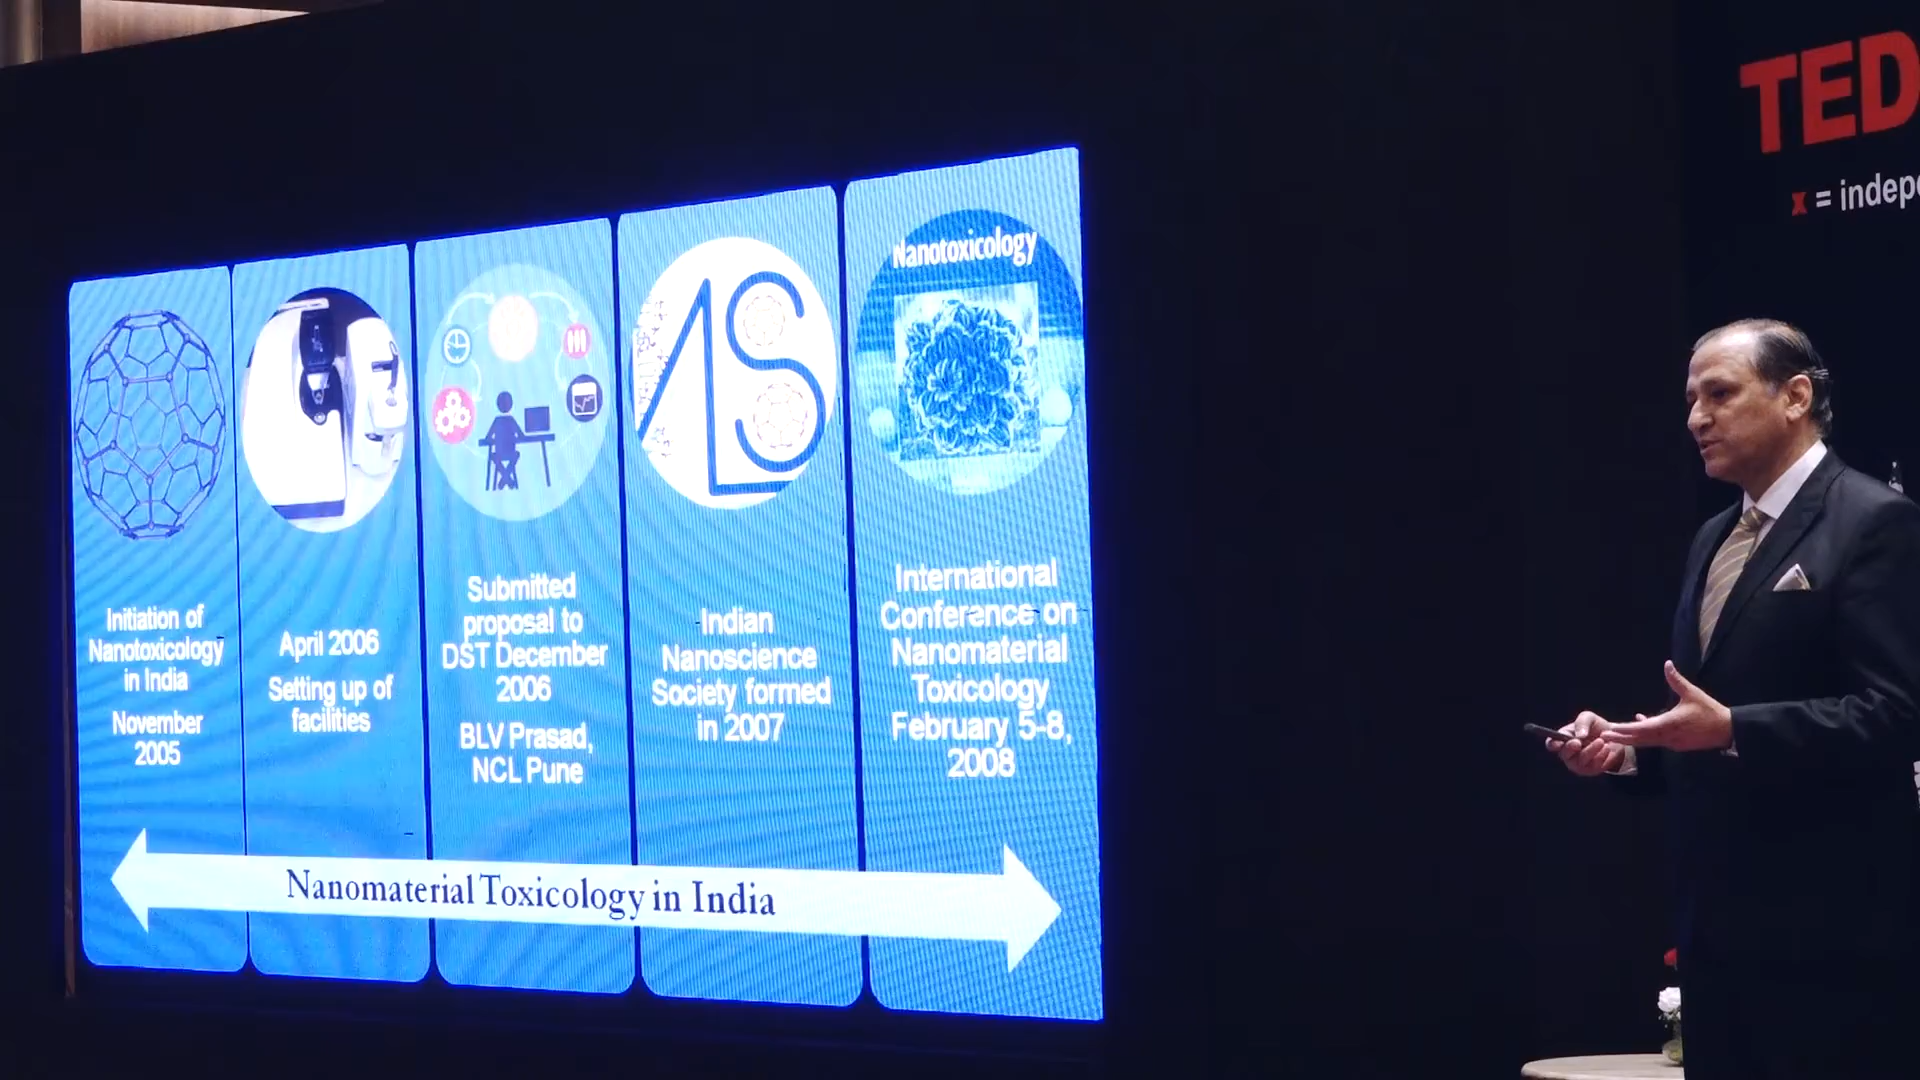 TED
x = indep
Nanotoxicology
Initiation of
Nanotoxicology
in India
November
2005
April 2006
Setting up of
facilities
Submitted
proposal to
DST December
2006
BLV Prasad,
NCL Pune
Indian
Nanoscience
Society formed
in 2007
International
Conference on
Nanomaterial
Toxicology
February 5-8,
2008
Nanomaterial Toxicology in India